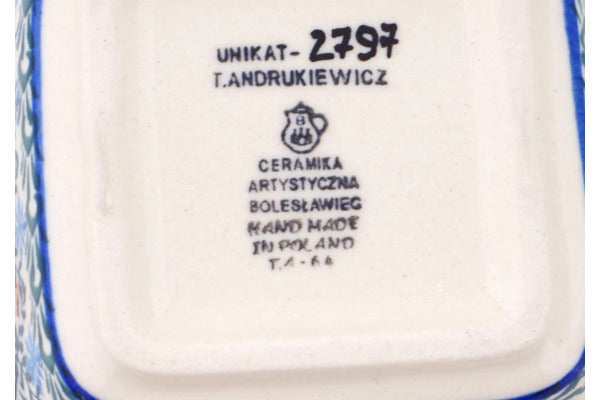 UNIKAT- 2797
T.ANDRUKIEWICZ
B
CERAMIKA
ARTYSTYCZNA
BOLESŁAWIEC
HAND MADE
IN POLAND